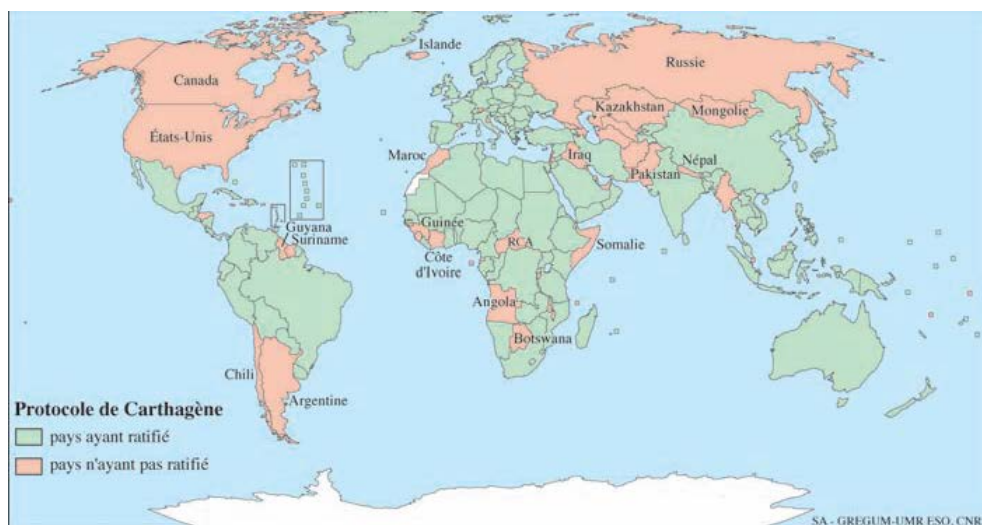 Islande
Canada
Russie
Kazakhstan
Mongolie
États-Unis
Maroc
Iraq
Népal
Pakistan
Guinée
Guyana
Suriname
RCA
Somalie
Côte
d'Ivoire
Angola
Botswana
Chili
Argentine
Protocole de Carthagène
pays ayant ratifié
pays n'ayant pas ratifié
SA - GREGUM-UMR ESO, CNR